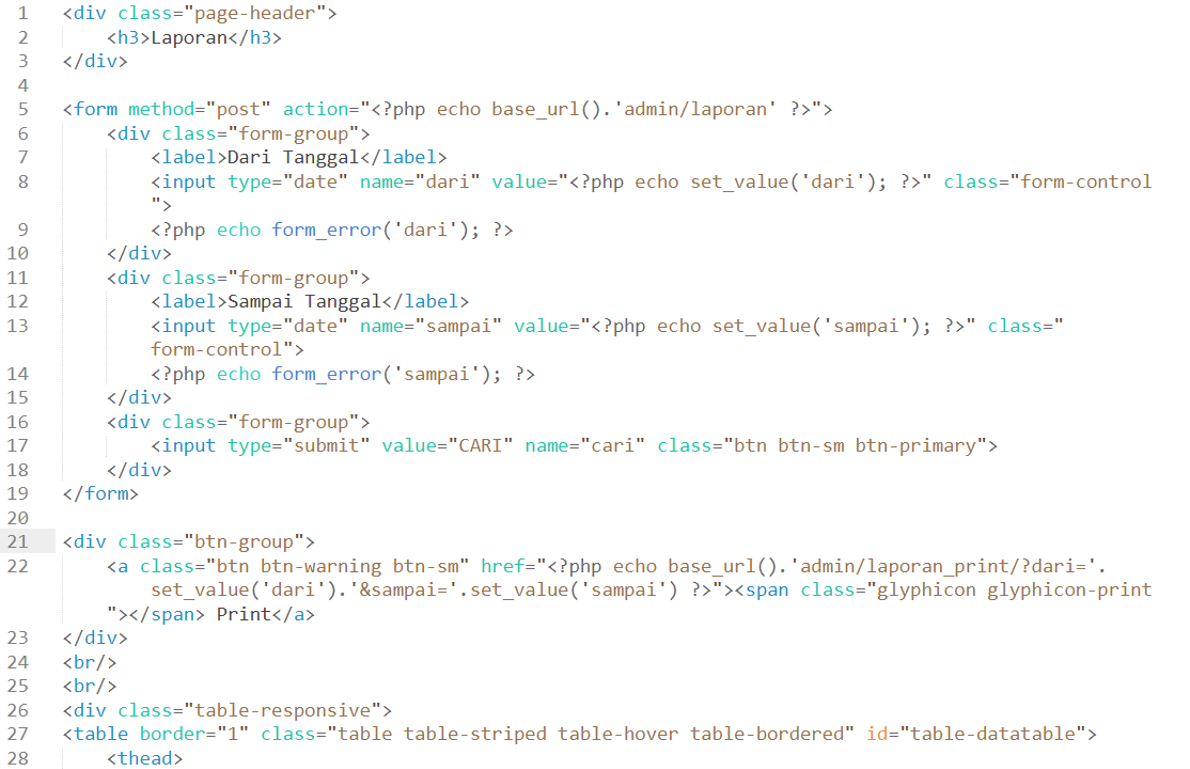 1 <div class="page-header">
2     <h3>Laporan</h3>
3 </div>
4
5 <form method="post" action="<?php echo base_url().'admin/laporan' ?>">
6     <div class="form-group">
7         <label>Dari Tanggal</label>
8         <input type="date" name="dari" value="<?php echo set_value('dari'); ?>" class="form-control
          ">
9         <?php echo form_error('dari'); ?>
10     </div>
11     <div class="form-group">
12         <label>Sampai Tanggal</label>
13         <input type="date" name="sampai" value="<?php echo set_value('sampai'); ?>" class="
           form-control">
14         <?php echo form_error('sampai'); ?>
15     </div>
16     <div class="form-group">
17         <input type="submit" value="CARI" name="cari" class="btn btn-sm btn-primary">
18     </div>
19 </form>
20
21 <div class="btn-group">
22     <a class="btn btn-warning btn-sm" href="<?php echo base_url().'admin/laporan_print/?dari='.
           set_value('dari').'&sampai='.set_value('sampai') ?>"><span class="glyphicon glyphicon-print
       "></span> Print</a>
23 </div>
24 <br/>
25 <br/>
26 <div class="table-responsive">
27 <table border="1" class="table table-striped table-hover table-bordered" id="table-datatable">
28     <thead>